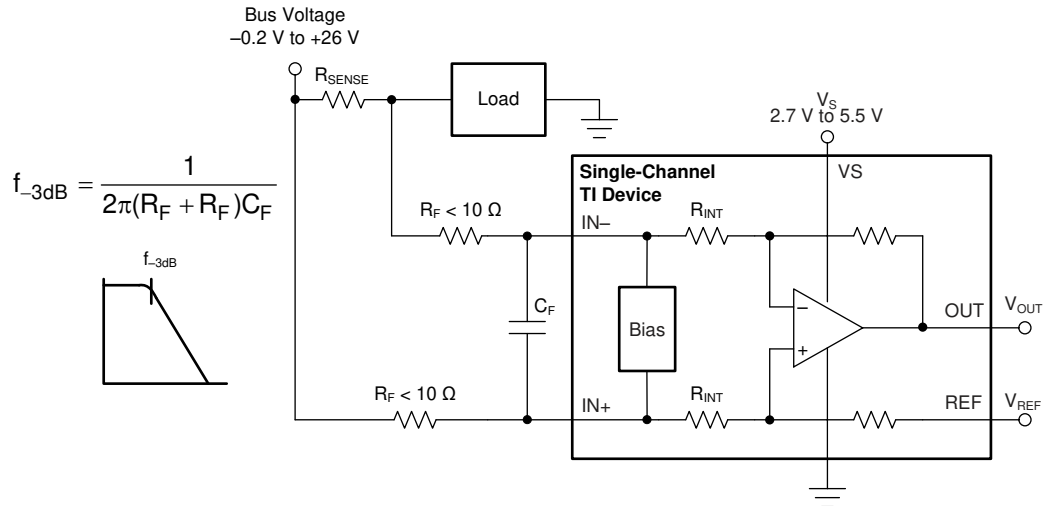 Bus Voltage
–0.2 V to +26 V
RSENSE
Load
VS
2.7 V to 5.5 V
Single-Channel
TI Device
VS
f–3dB = 1 / 2π(RF + RF)CF
RF < 10 Ω
IN–
RINT
f–3dB
CF
Bias
–
+
OUT
VOUT
RF < 10 Ω
IN+
RINT
REF
VREF